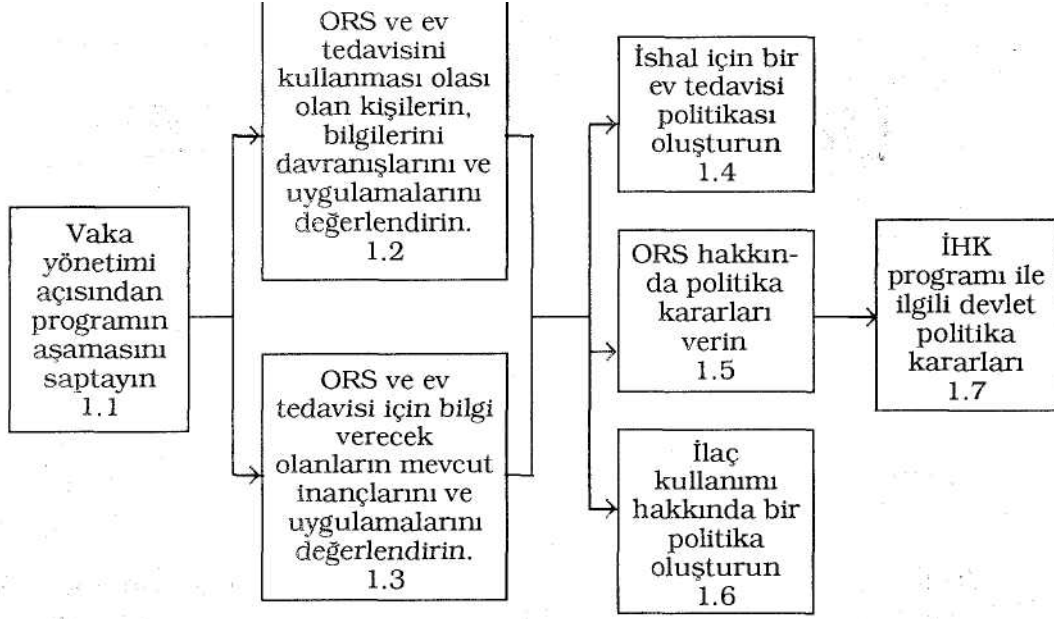 Vaka
yönetimi
açısından
programın
aşamasını
saptayın
1.1
ORS ve ev
tedavisini
kullanması olası
olan kişilerin,
bilgilerini
davranışlarını ve
uygulamalarını
değerlendirin.
1.2
ORS ve ev
tedavisi için bilgi
verecek
olanların mevcut
inançlarını ve
uygulamalarını
değerlendirin.
1.3
İshal için bir
ev tedavisi
politikası
oluşturun
1.4
ORS hakkın-
da politika
kararları
verin
1.5
İlaç
kullanımı
hakkında bir
politika
oluşturun
1.6
İHK
programı ile
ilgili devlet
politika
kararları
1.7